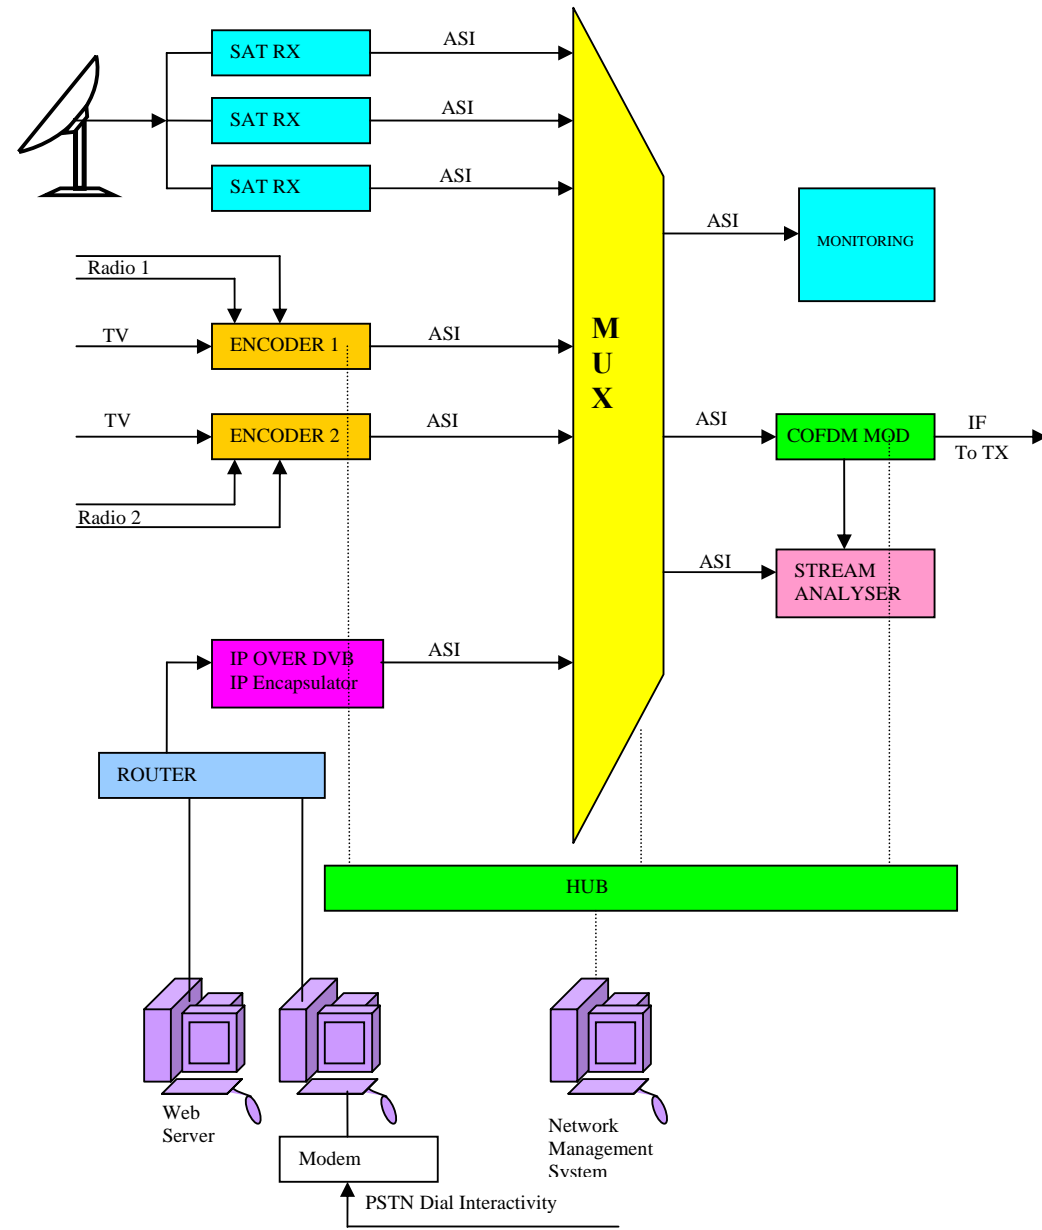 ASI
SAT RX
ASI
SAT RX
ASI
SAT RX
ASI
MONITORING
Radio 1
TV
ENCODER 1
ASI
M
U
X
TV
ENCODER 2
ASI
ASI
COFDM MOD
IF
To TX
Radio 2
ASI
STREAM
ANALYSER
IP OVER DVB
IP Encapsulator
ASI
ROUTER
HUB
Web
Server
Network
Management
System
Modem
PSTN Dial Interactivity